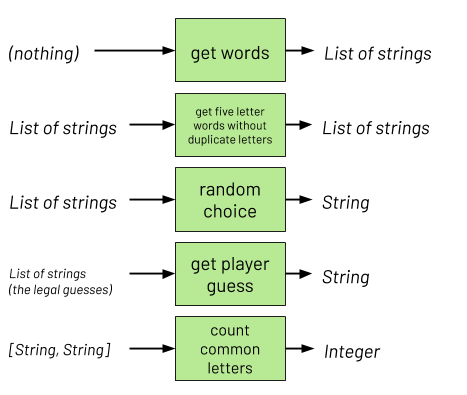 (nothing)
get words
List of strings
List of strings
get five letter
words without
duplicate letters
List of strings
List of strings
random
choice
String
List of strings
(the legal guesses)
get player
guess
String
[String, String]
count
common
letters
Integer